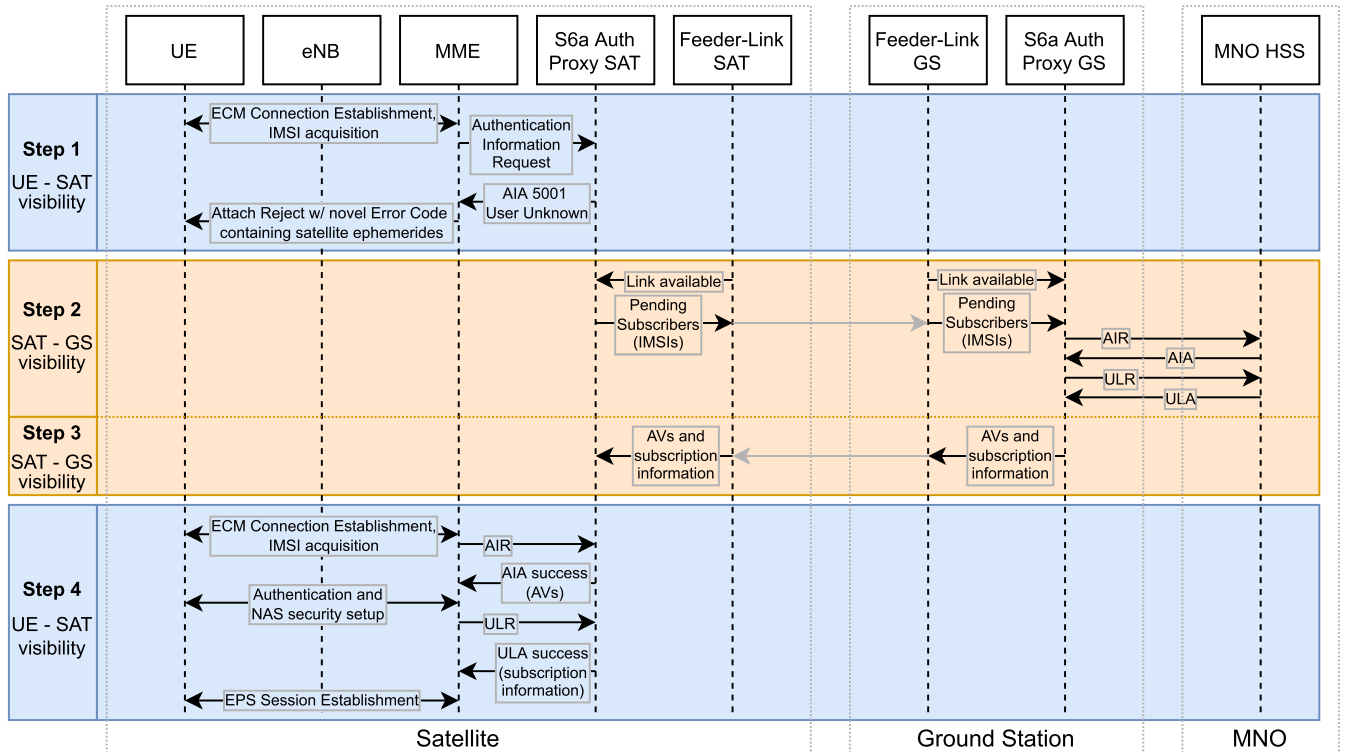 UE
eNB
MME
S6a Auth
Proxy SAT
Feeder-Link
SAT
Feeder-Link
GS
S6a Auth
Proxy GS
MNO HSS
Step 1
UE - SAT
visibility
ECM Connection Establishment,
IMSI acquisition
Authentication
Information
Request
AIA 5001
User Unknown
Attach Reject w/ novel Error Code
containing satellite ephemerides
Step 2
SAT - GS
visibility
Link available
Link available
Pending
Subscribers
(IMSIs)
Pending
Subscribers
(IMSIs)
AIR
AIA
ULR
ULA
Step 3
SAT - GS
visibility
AVs and
subscription
information
AVs and
subscription
information
Step 4
UE - SAT
visibility
ECM Connection Establishment,
IMSI acquisition
AIR
AIA success
(AVs)
Authentication and
NAS security setup
ULR
ULA success
(subscription
information)
EPS Session Establishment
Satellite
Ground Station
MNO